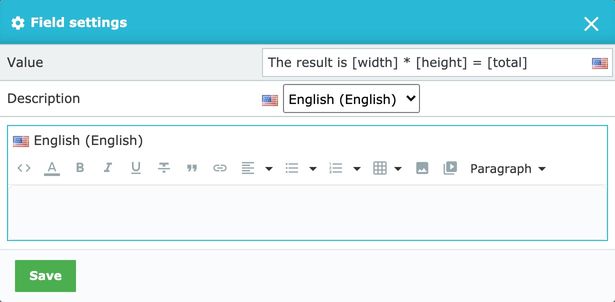 Field settings
Value
The result is [width] * [height] = [total]
Description
English (English)
English (English)
Paragraph
Save